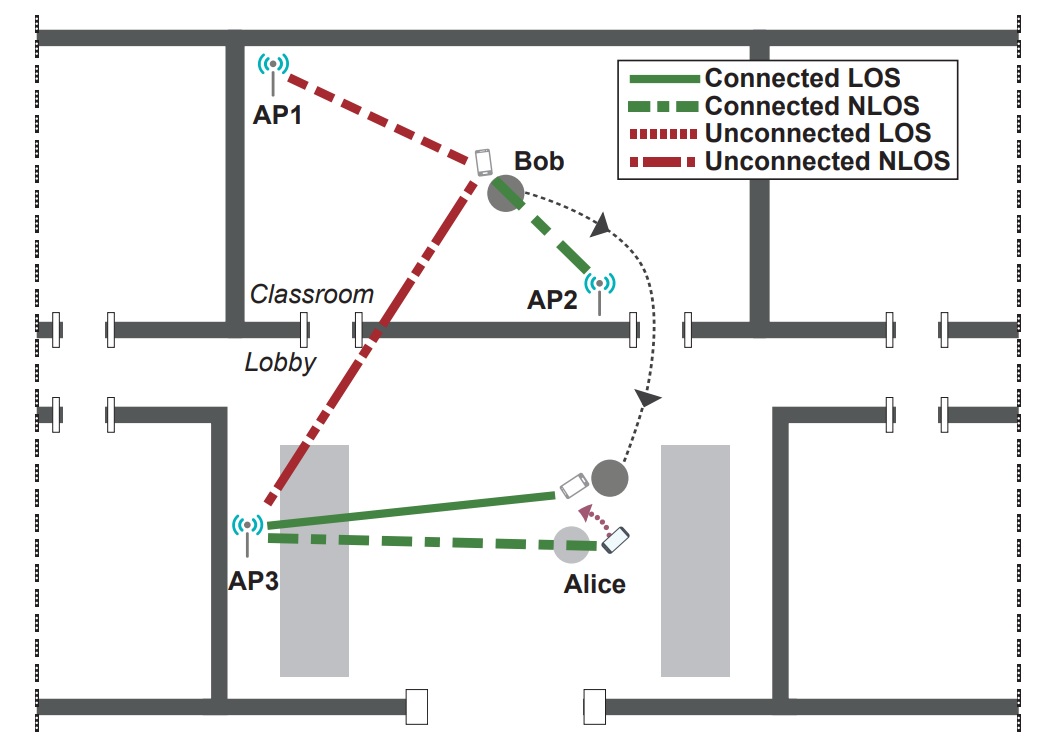 Connected LOS
Connected NLOS
Unconnected LOS
Unconnected NLOS
AP1
Bob
Classroom
AP2
Lobby
AP3
Alice